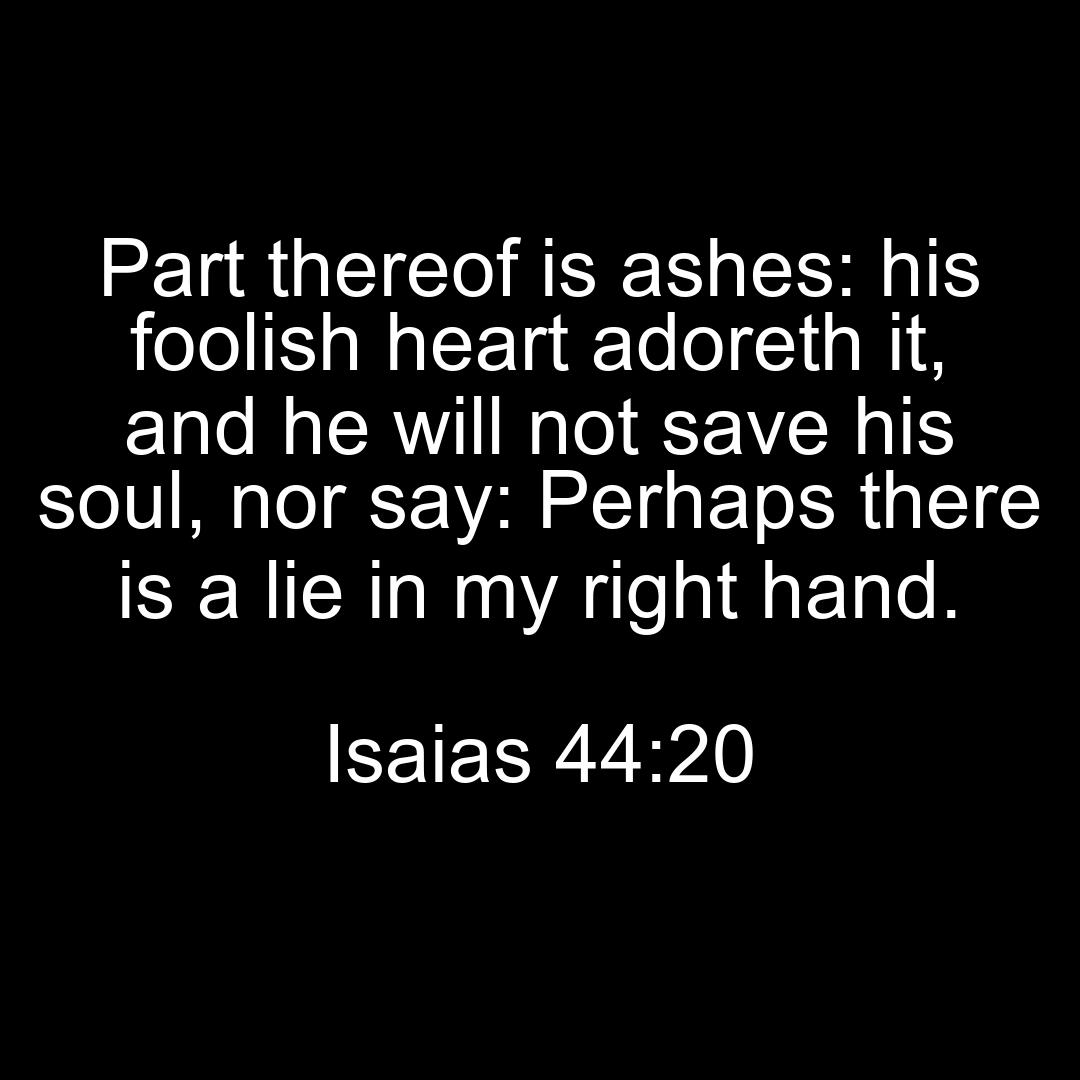 Part thereof is ashes: his
foolish heart adoreth it,
and he will not save his
soul, nor say: Perhaps there
is a lie in my right hand.
Isaias 44:20